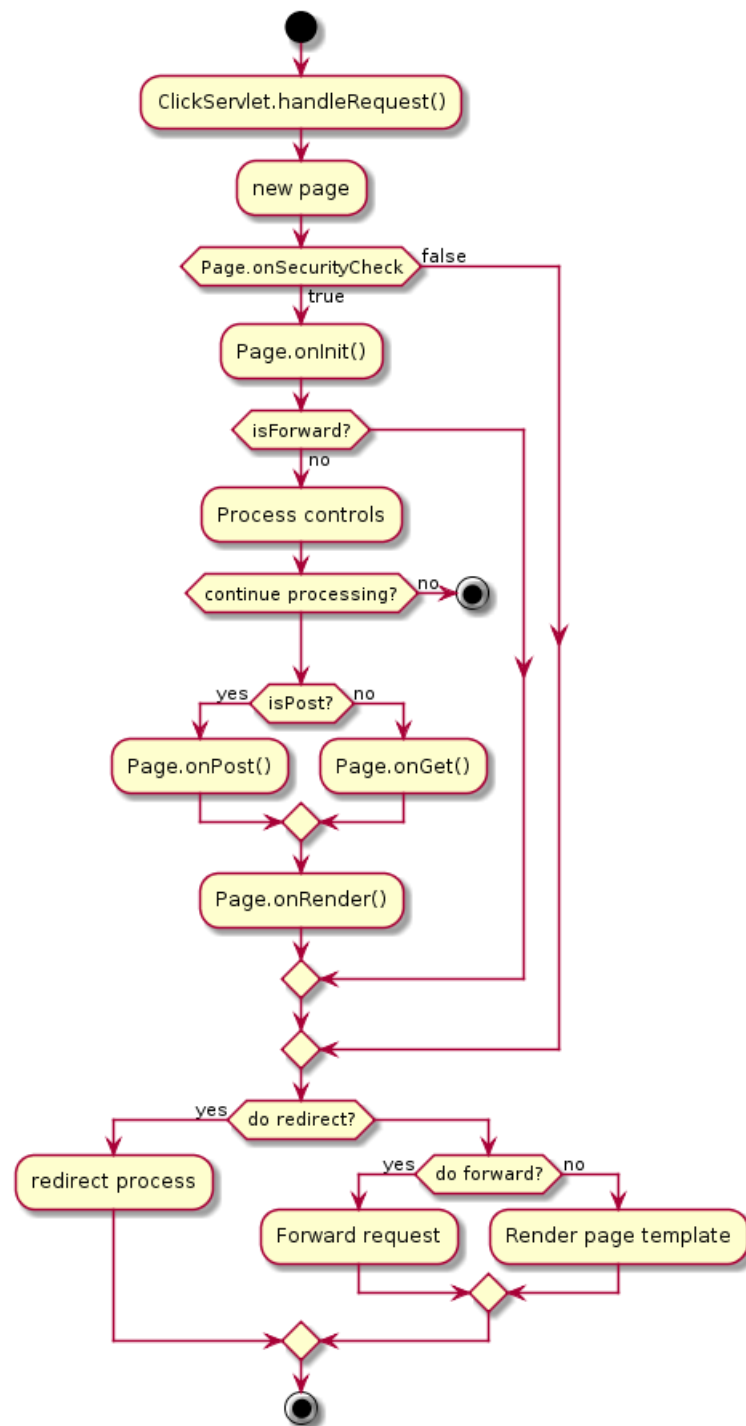 ClickServlet.handleRequest()
new page
Page.onSecurityCheck
false
true
Page.onInit()
isForward?
no
Process controls
continue processing?
no
yes
isPost?
no
Page.onPost()
Page.onGet()
Page.onRender()
yes
do redirect?
redirect process
yes
do forward?
no
Forward request
Render page template